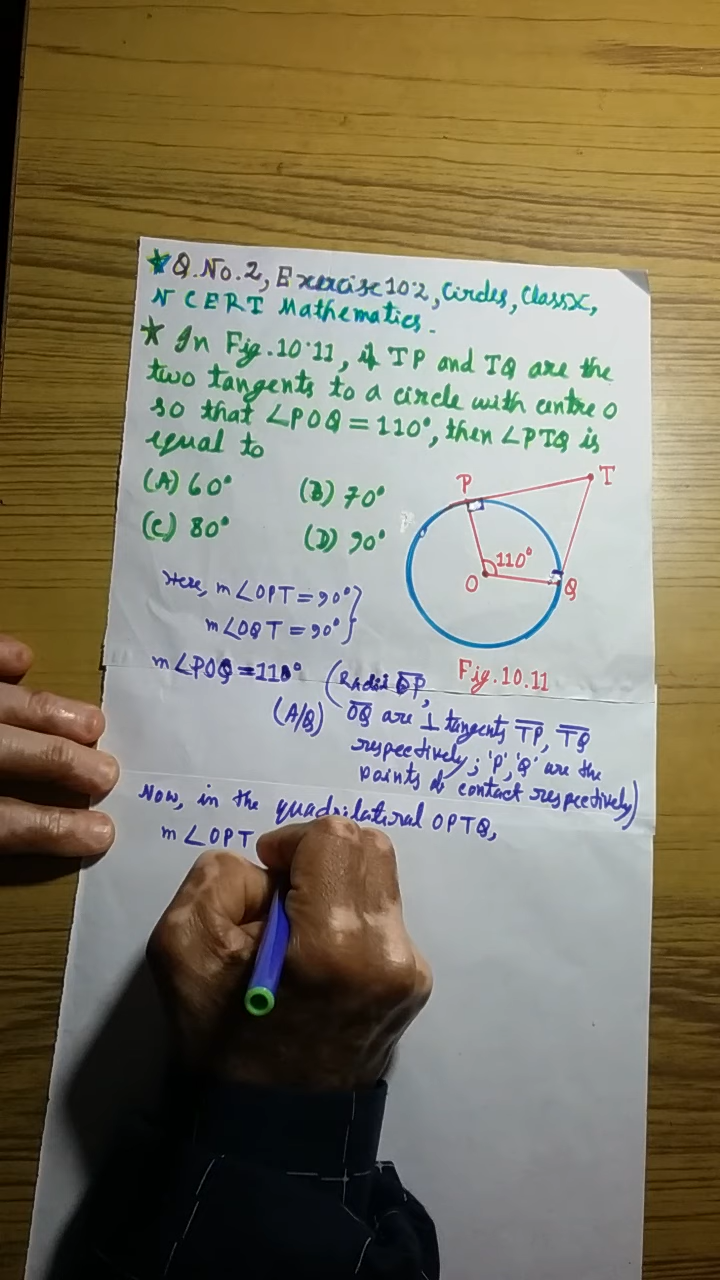 ★ Q.No.2, Exercise 10.2, Circles, Class X,
NCERT Mathematics.
★ In Fig.10.11, if TP and TQ are the
two tangents to a circle with centre O
so that ∠POQ = 110°, then ∠PTQ is
equal to
(A) 60° (B) 70°
(C) 80° (D) 90°
P
T
110°
O
Q
Fig.10.11
Here, m∠OPT = 90° }
m∠OQT = 90° }
m∠POQ = 110° (Radii OP,
(A/Q) OQ are ⊥ tangents TP, TQ
respectively; 'P', 'Q' are the
points of contact respectively)
Now, in the quadrilateral OPTQ,
m∠OPT